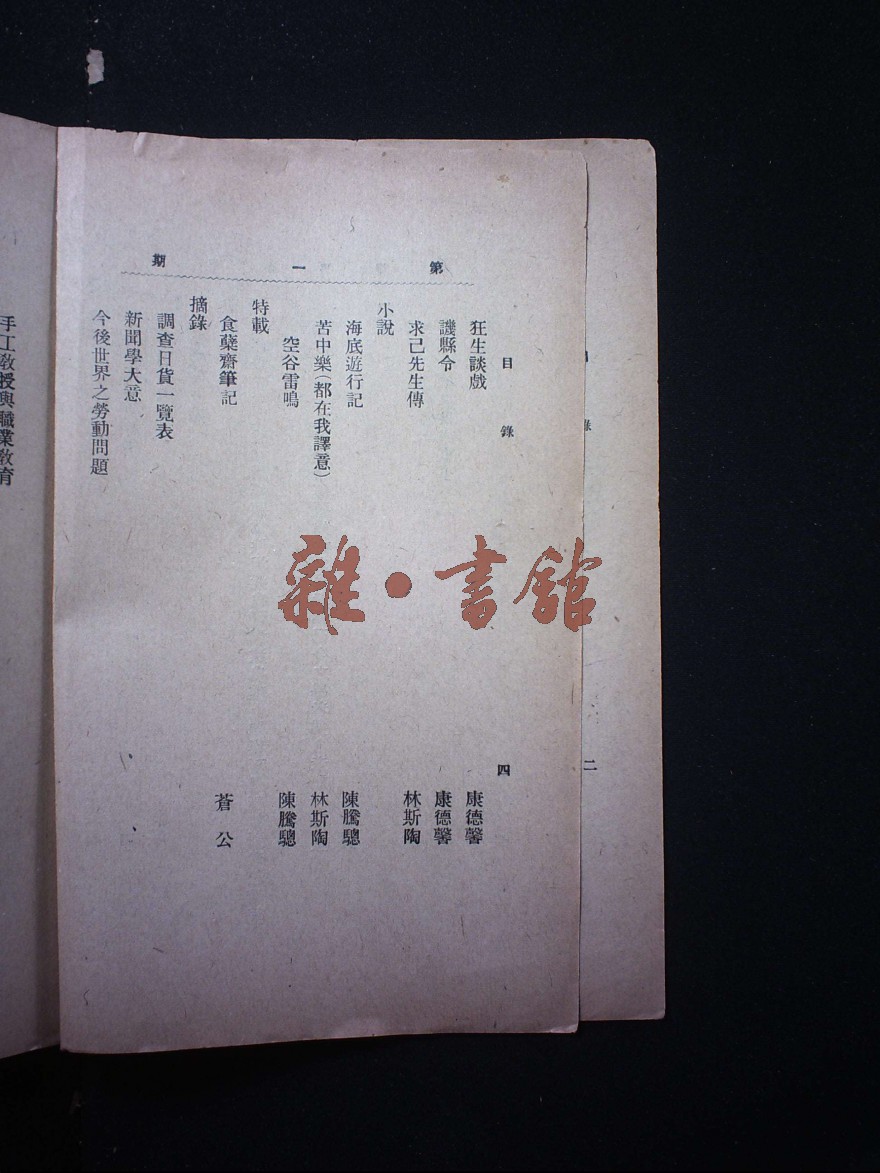 第一期
目錄
四
狂生談戲 康德馨
譏縣令 康德馨
求己先生傳 林斯陶
小說
海底遊行記 陳騰驄
苦中樂(都在我譯意) 林斯陶
空谷雷鳴 陳騰驄
特載
食蘗齋筆記 蒼公
摘錄
調查日貨一覽表
新聞學大意
今後世界之勞動問題
手工教授與職業教育
錄
二
雜·書館